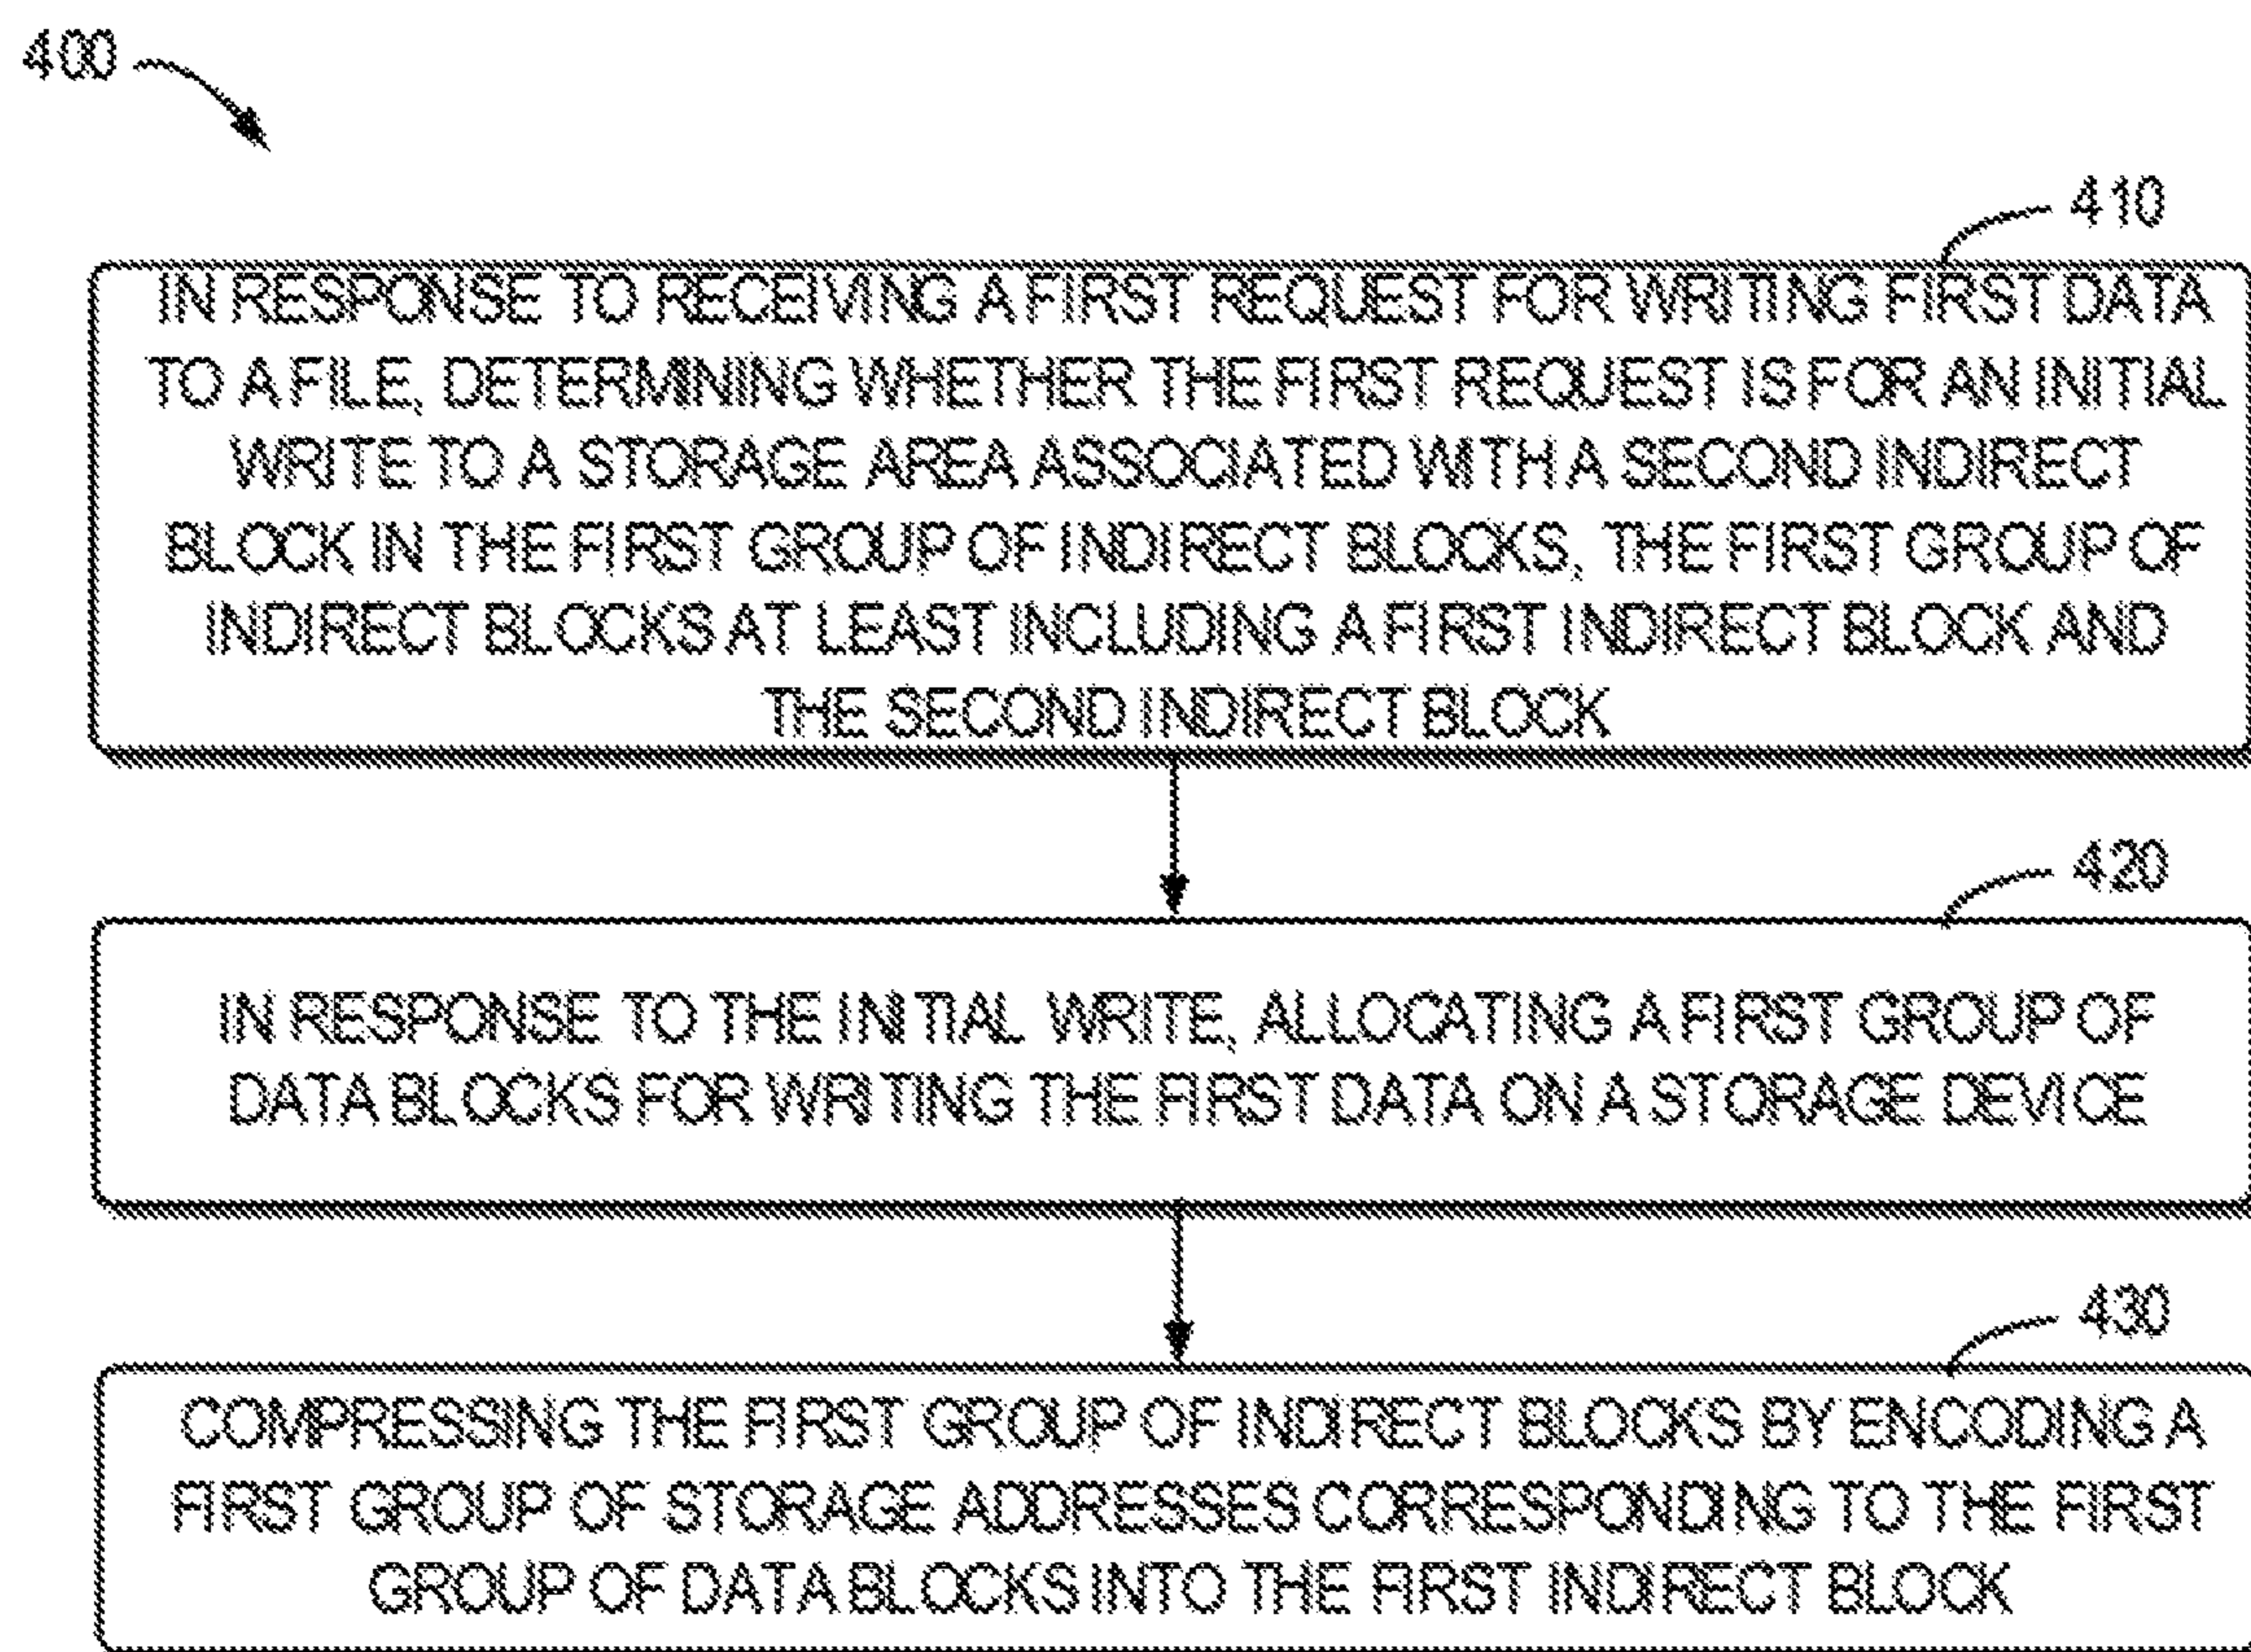 400
410
IN RESPONSE TO RECEIVING A FIRST REQUEST FOR WRITING FIRST DATA
TO A FILE, DETERMINING WHETHER THE FIRST REQUEST IS FOR AN INITIAL
WRITE TO A STORAGE AREA ASSOCIATED WITH A SECOND INDIRECT
BLOCK IN THE FIRST GROUP OF INDIRECT BLOCKS, THE FIRST GROUP OF
INDIRECT BLOCKS AT LEAST INCLUDING A FIRST INDIRECT BLOCK AND
THE SECOND INDIRECT BLOCK
420
IN RESPONSE TO THE INITIAL WRITE, ALLOCATING A FIRST GROUP OF
DATA BLOCKS FOR WRITING THE FIRST DATA ON A STORAGE DEVICE
430
COMPRESSING THE FIRST GROUP OF INDIRECT BLOCKS BY ENCODING A
FIRST GROUP OF STORAGE ADDRESSES CORRESPONDING TO THE FIRST
GROUP OF DATA BLOCKS INTO THE FIRST INDIRECT BLOCK